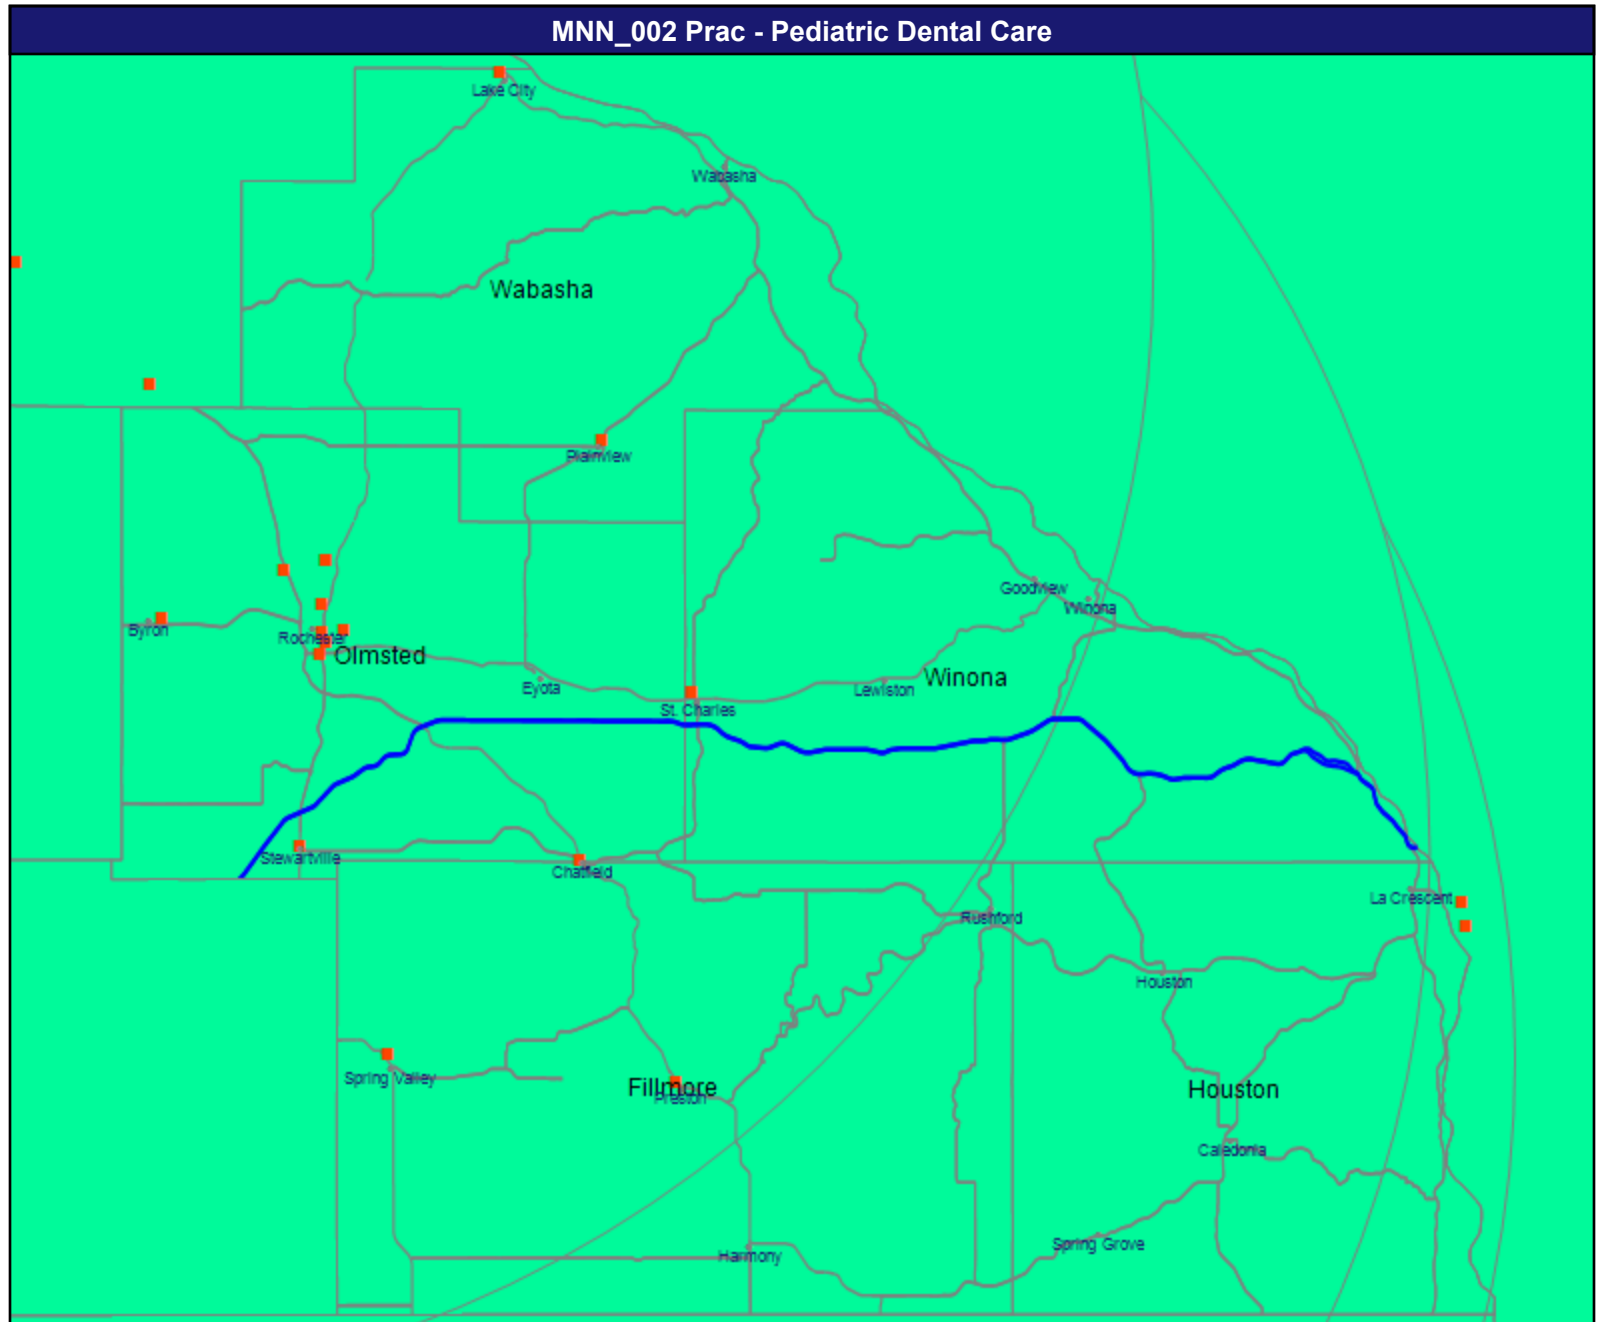 MNN_002 Prac - Pediatric Dental Care
Lake City
Wabasha
Wabasha
Plainview
Goodview
Winona
Byron
Rochester
Olmsted
Eyota
Winona
Lewiston
St. Charles
Stewartville
Chatfield
La Crescent
Rushford
Houston
Spring Valley
Fillmore
Preston
Houston
Caledonia
Spring Grove
Harmony